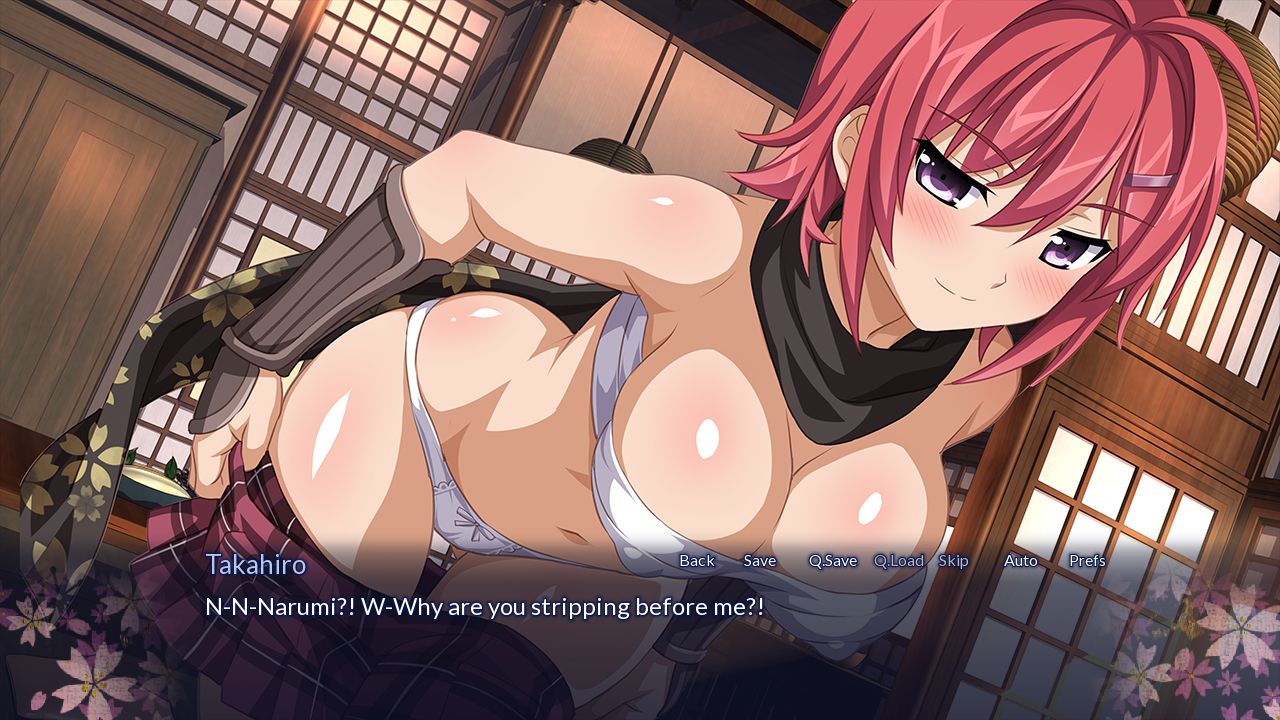 Takahiro
Back Save Q.Save Q.Load Skip Auto Prefs
N-N-Narumi?! W-Why are you stripping before me?!